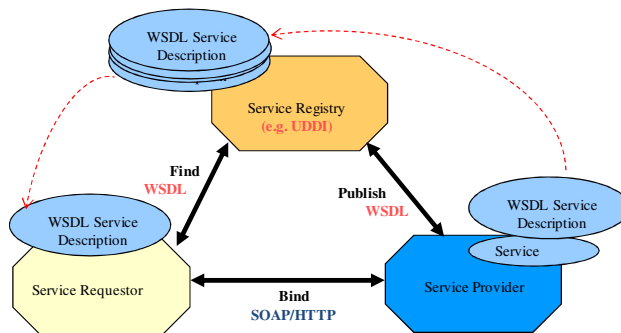 WSDL Service
Description
Service Registry
(e.g. UDDI)
Find
WSDL
Publish
WSDL
WSDL Service
Description
WSDL Service
Description
Service
Service Requestor
Service Provider
Bind
SOAP/HTTP